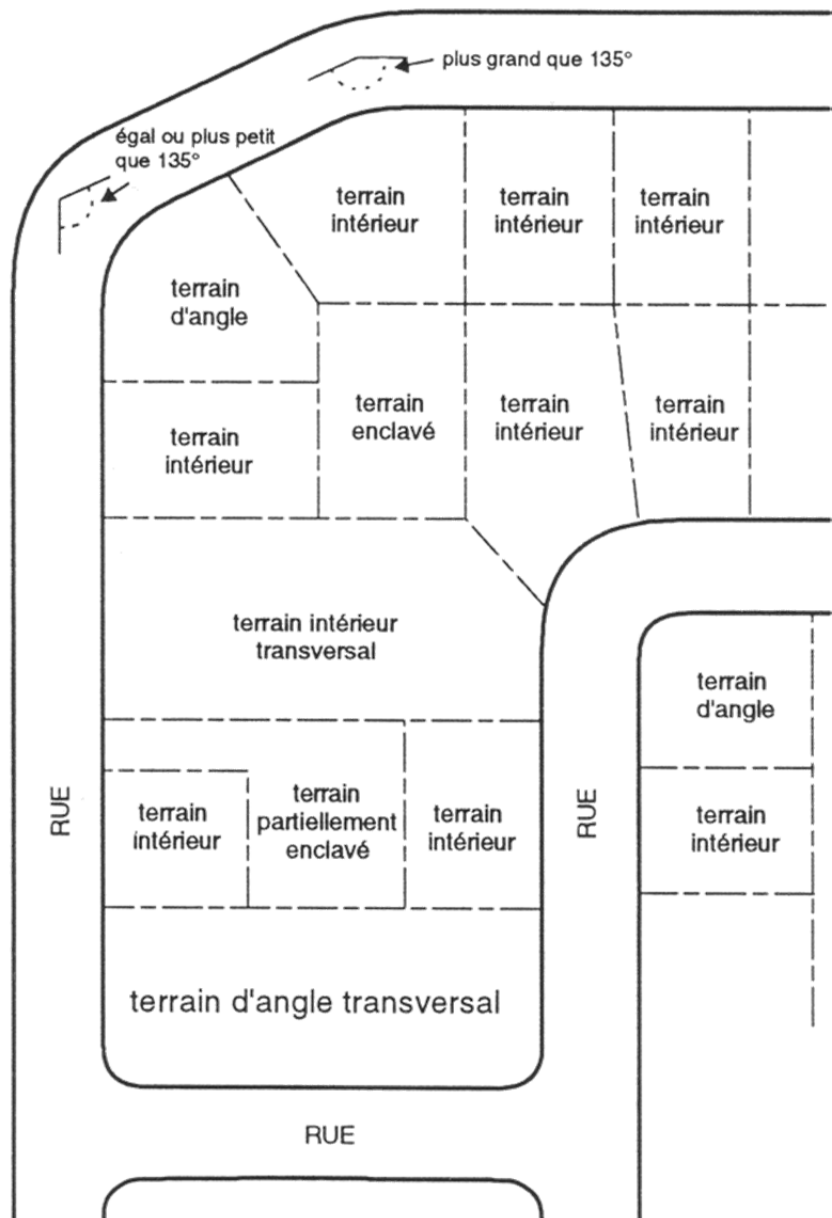 plus grand que 135°
égal ou plus petit
que 135°
terrain
intérieur
terrain
intérieur
terrain
intérieur
terrain
d'angle
terrain
enclavé
terrain
intérieur
terrain
intérieur
terrain
intérieur
terrain intérieur
transversal
terrain
d'angle
RUE
terrain
intérieur
terrain
partiellement
enclavé
terrain
intérieur
RUE
terrain
intérieur
terrain d'angle transversal
RUE